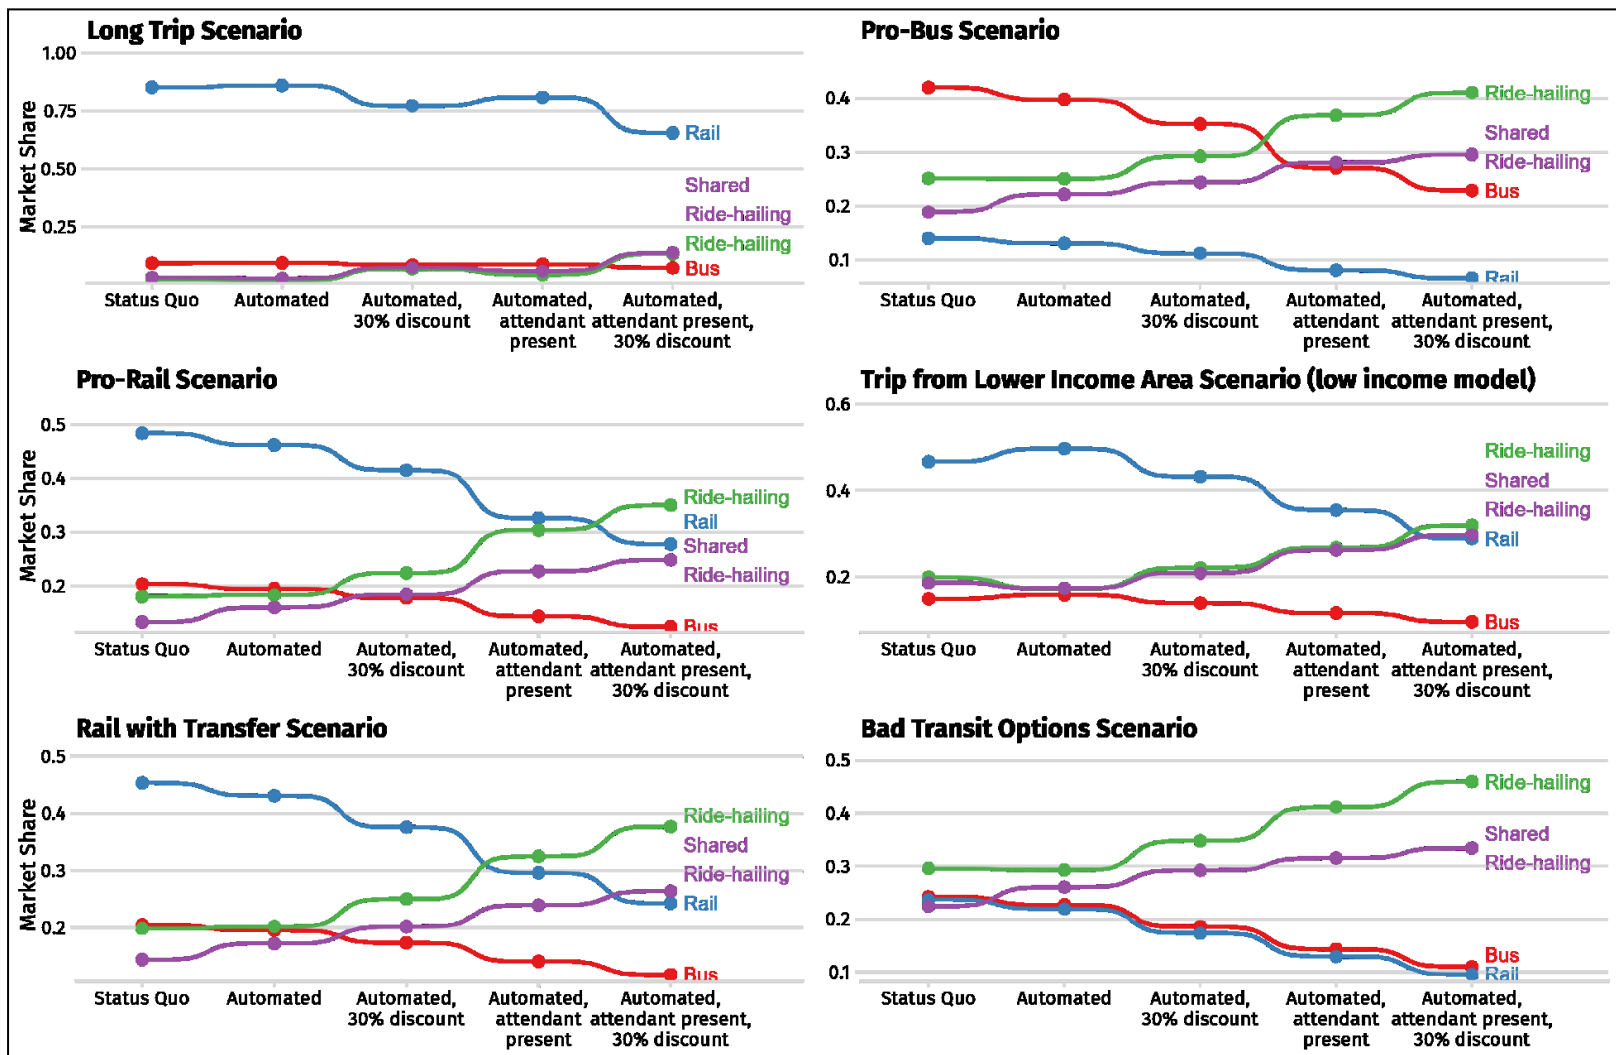 Long Trip Scenario
Market Share
1.00
0.75
0.50
0.25
Rail
Shared
Ride-hailing
Ride-hailing
Bus
Status Quo
Automated
Automated,
30% discount
Automated,
attendant
present
Automated,
attendant present,
30% discount
Pro-Bus Scenario
0.4
0.3
0.2
0.1
Ride-hailing
Shared
Ride-hailing
Bus
Rail
Status Quo
Automated
Automated,
30% discount
Automated,
attendant
present
Automated,
attendant present,
30% discount
Pro-Rail Scenario
Market Share
0.5
0.4
0.3
0.2
Ride-hailing
Rail
Shared
Ride-hailing
Bus
Status Quo
Automated
Automated,
30% discount
Automated,
attendant
present
Automated,
attendant present,
30% discount
Trip from Lower Income Area Scenario (low income model)
0.6
0.4
0.2
Ride-hailing
Shared
Ride-hailing
Rail
Bus
Status Quo
Automated
Automated,
30% discount
Automated,
attendant
present
Automated,
attendant present,
30% discount
Rail with Transfer Scenario
Market Share
0.5
0.4
0.3
0.2
Ride-hailing
Shared
Ride-hailing
Rail
Bus
Status Quo
Automated
Automated,
30% discount
Automated,
attendant
present
Automated,
attendant present,
30% discount
Bad Transit Options Scenario
0.5
0.4
0.3
0.2
0.1
Ride-hailing
Shared
Ride-hailing
Bus
Rail
Status Quo
Automated
Automated,
30% discount
Automated,
attendant
present
Automated,
attendant present,
30% discount